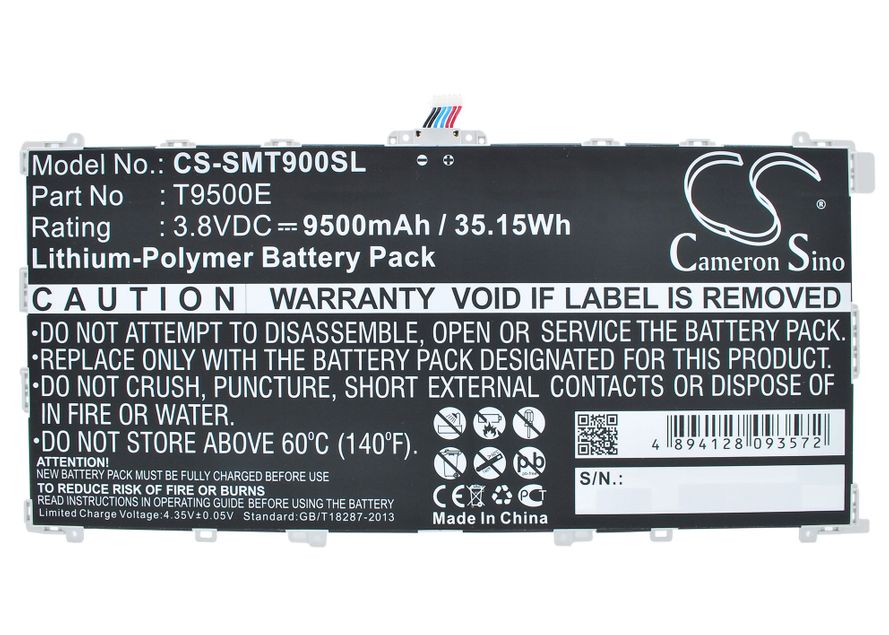 Model No.: CS-SMT900SL
Part No : T9500E
Rating : 3.8VDC⎓9500mAh / 35.15Wh
Lithium-Polymer Battery Pack
Cameron Sino
®
CAUTION WARRANTY VOID IF LABEL IS REMOVED
•DO NOT ATTEMPT TO DISASSEMBLE, OPEN OR SERVICE THE BATTERY PACK.
•REPLACE ONLY WITH THE BATTERY PACK DESIGNATED FOR THIS PRODUCT.
•DO NOT CRUSH, PUNCTURE, SHORT EXTERNAL CONTACTS OR DISPOSE OF
IN FIRE OR WATER.
•DO NOT STORE ABOVE 60°C (140°F).
ATTENTION!
NEW BATTERY PACK MUST BE FULLY CHARGED BEFORE USE
TO REDUCE RISK OF FIRE OR BURNS
READ INSTRUCTIONS IN OPERATING GUIDE BEFORE USING THE BATTERY
Limited Charge Voltage:4.35V±0.05V Standard:GB/T18287-2013
Pb
CE PCT
Made In China
4 894128 093572
S/N.: